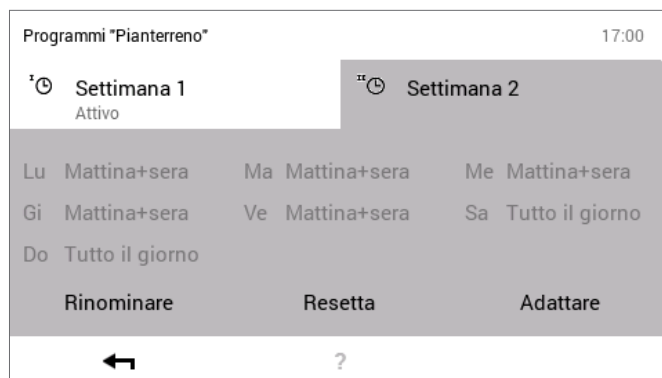 Programmi "Pianterreno" 17:00
I Settimana 1 II Settimana 2
Attivo
Lu Mattina+sera Ma Mattina+sera Me Mattina+sera
Gi Mattina+sera Ve Mattina+sera Sa Tutto il giorno
Do Tutto il giorno
Rinominare Resetta Adattare
?